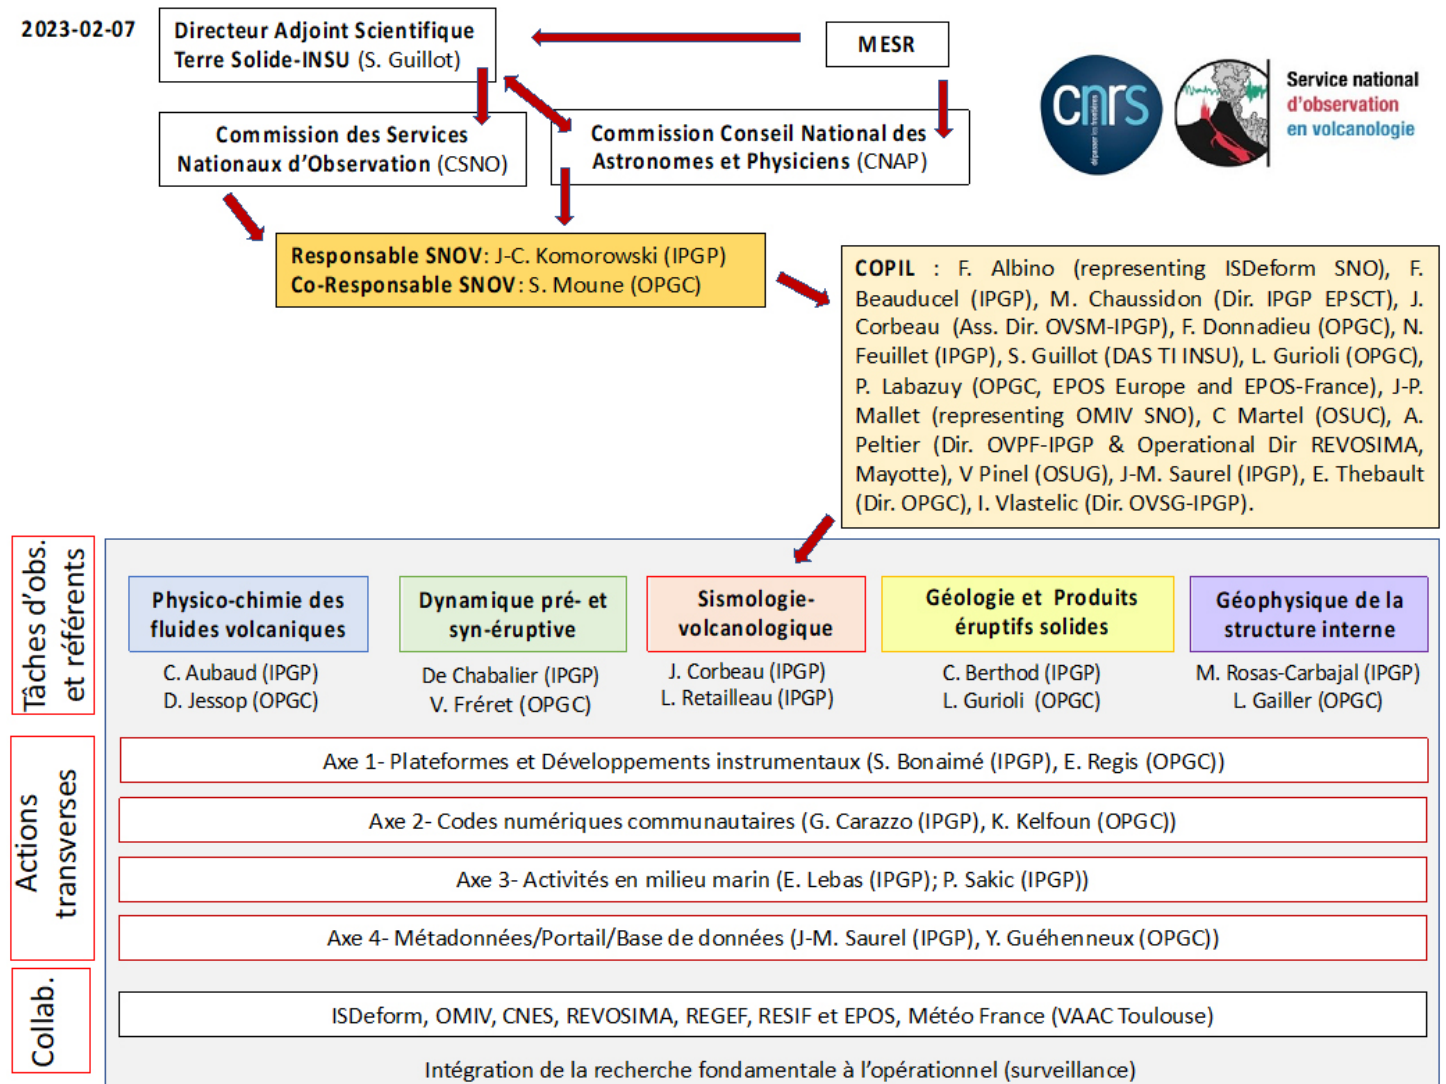 2023-02-07
Directeur Adjoint Scientifique
Terre Solide-INSU (S. Guillot)
MESR
cnrs
dépasser les frontières
Service national
d'observation
en volcanologie
Commission des Services
Nationaux d'Observation (CSNO)
Commission Conseil National des
Astronomes et Physiciens (CNAP)
Responsable SNOV: J-C. Komorowski (IPGP)
Co-Responsable SNOV: S. Moune (OPGC)
COPIL : F. Albino (representing ISDeform SNO), F.
Beauducel (IPGP), M. Chaussidon (Dir. IPGP EPSCT), J.
Corbeau (Ass. Dir. OVSM-IPGP), F. Donnadieu (OPGC), N.
Feuillet (IPGP), S. Guillot (DAS TI INSU), L. Gurioli (OPGC),
P. Labazuy (OPGC, EPOS Europe and EPOS-France), J-P.
Mallet (representing OMIV SNO), C Martel (OSUC), A.
Peltier (Dir. OVPF-IPGP & Operational Dir REVOSIMA,
Mayotte), V Pinel (OSUG), J-M. Saurel (IPGP), E. Thebault
(Dir. OPGC), I. Vlastelic (Dir. OVSG-IPGP).
Tâches d'obs.
et référents
Physico-chimie des
fluides volcaniques
C. Aubaud (IPGP)
D. Jessop (OPGC)
Dynamique pré- et
syn-éruptive
De Chabalier (IPGP)
V. Fréret (OPGC)
Sismologie-
volcanologique
J. Corbeau (IPGP)
L. Retailleau (IPGP)
Géologie et Produits
éruptifs solides
C. Berthod (IPGP)
L. Gurioli (OPGC)
Géophysique de la
structure interne
M. Rosas-Carbajal (IPGP)
L. Gailler (OPGC)
Actions
transverses
Axe 1- Plateformes et Développements instrumentaux (S. Bonaimé (IPGP), E. Regis (OPGC))
Axe 2- Codes numériques communautaires (G. Carazzo (IPGP), K. Kelfoun (OPGC))
Axe 3- Activités en milieu marin (E. Lebas (IPGP); P. Sakic (IPGP))
Axe 4- Métadonnées/Portail/Base de données (J-M. Saurel (IPGP), Y. Guéhenneux (OPGC))
Collab.
ISDeform, OMIV, CNES, REVOSIMA, REGEF, RESIF et EPOS, Météo France (VAAC Toulouse)
Intégration de la recherche fondamentale à l'opérationnel (surveillance)